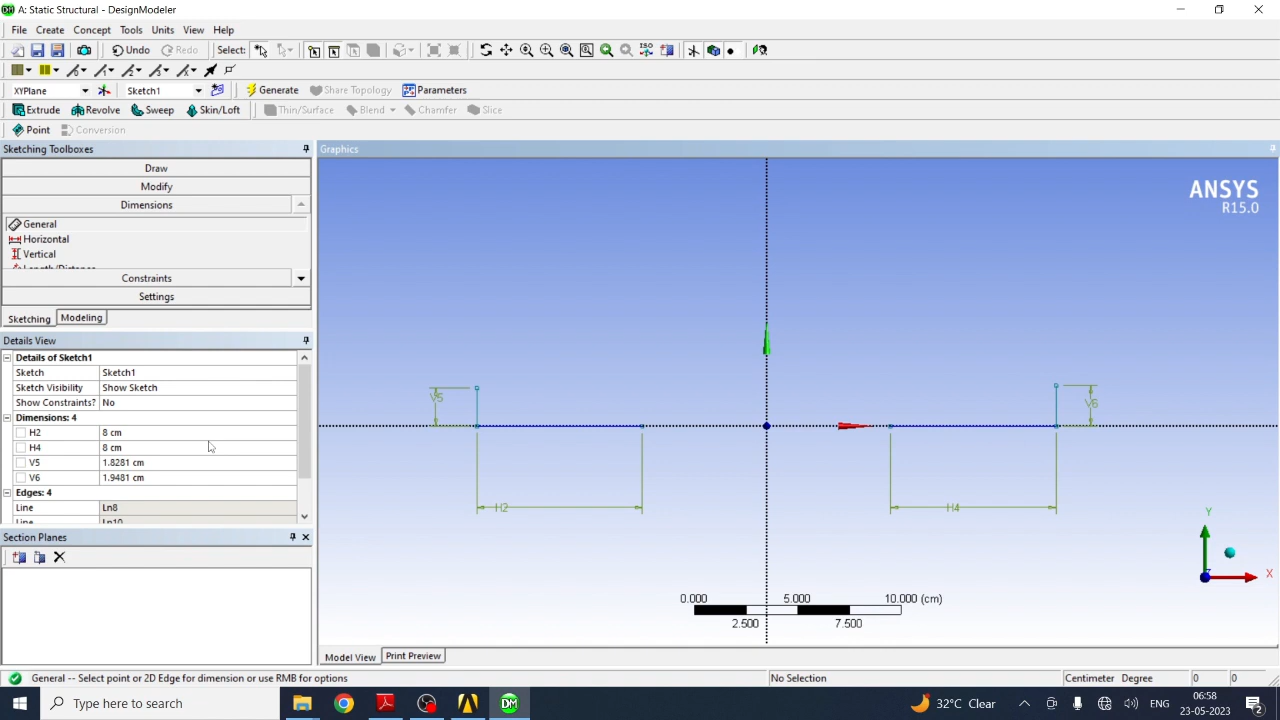 A: Static Structural - DesignModeler
File Create Concept Tools Units View Help
Undo Redo Select: ISO
XYPlane Sketch1 Generate Share Topology Parameters
Extrude Revolve Sweep Skin/Loft Thin/Surface Blend Chamfer Slice
Point Conversion
Sketching Toolboxes
Draw
Modify
Dimensions
General
Horizontal
Vertical
Length/Distance
Constraints
Settings
Sketching Modeling
Details View
Details of Sketch1
Sketch Sketch1
Sketch Visibility Show Sketch
Show Constraints? No
Dimensions: 4
H2 8 cm
H4 8 cm
V5 1.8281 cm
V6 1.9481 cm
Edges: 4
Line Ln8
Line Ln10
Section Planes
Graphics
ANSYS
R15.0
V5
V6
H2
H4
Y
X
0.000 5.000 10.000 (cm)
2.500 7.500
Model View Print Preview
General -- Select point or 2D Edge for dimension or use RMB for options No Selection Centimeter Degree 0 0
Type here to search
DM
32°C Clear
ENG
06:58
23-05-2023
2